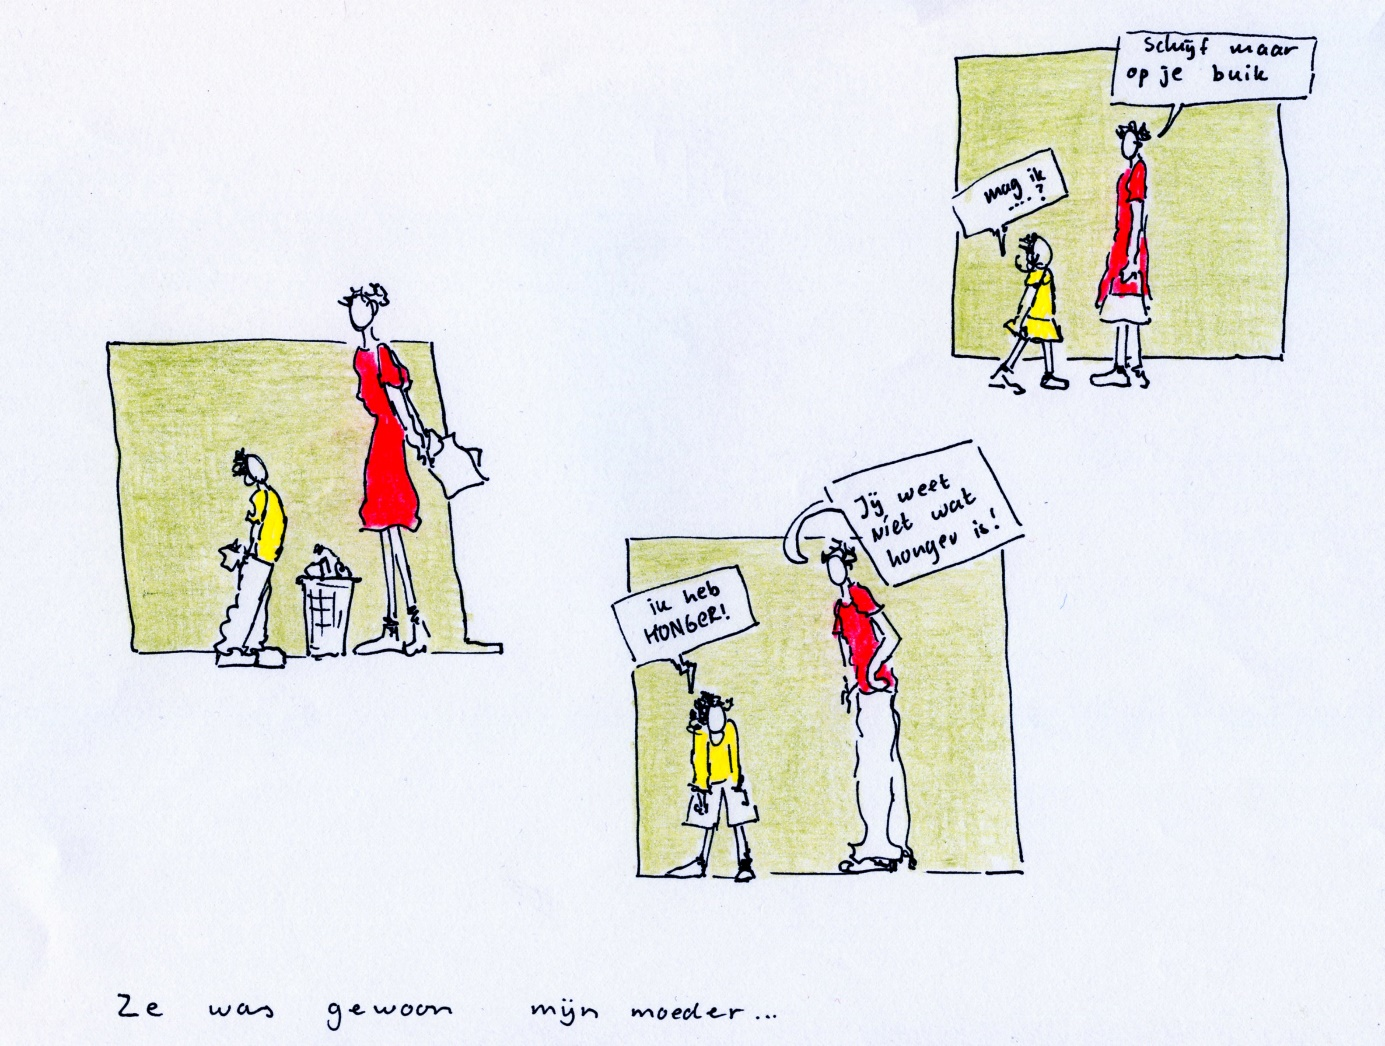 Schrijf maar
op je buik
mag ik
....?
Jij weet
niet wat
honger is!
ik heb
HONGER!
Ze was gewoon mijn moeder...